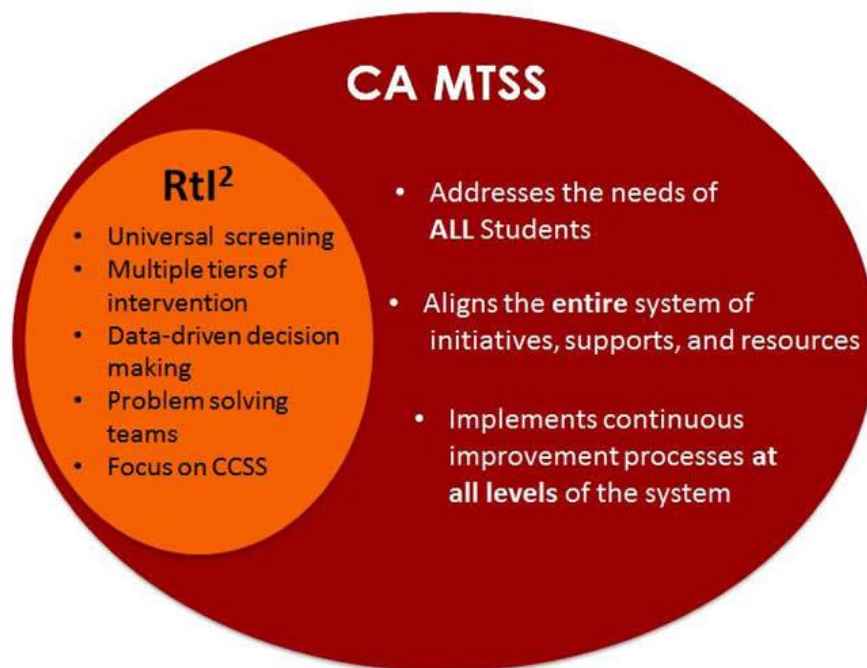 CA MTSS
RtI²
• Universal screening
• Multiple tiers of
intervention
• Data-driven decision
making
• Problem solving
teams
• Focus on CCSS
• Addresses the needs of
ALL Students
• Aligns the entire system of
initiatives, supports, and resources
• Implements continuous
improvement processes at
all levels of the system